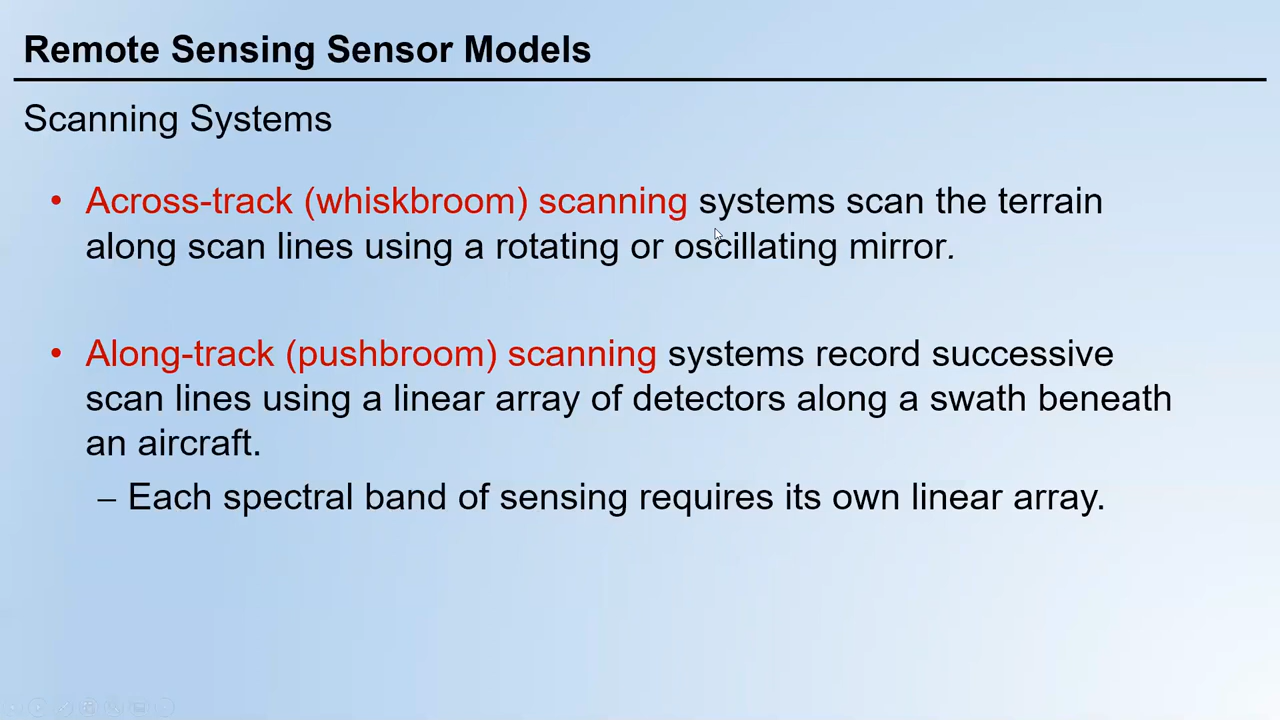 Remote Sensing Sensor Models
Scanning Systems
• Across-track (whiskbroom) scanning systems scan the terrain
along scan lines using a rotating or oscillating mirror.
• Along-track (pushbroom) scanning systems record successive
scan lines using a linear array of detectors along a swath beneath
an aircraft.
– Each spectral band of sensing requires its own linear array.